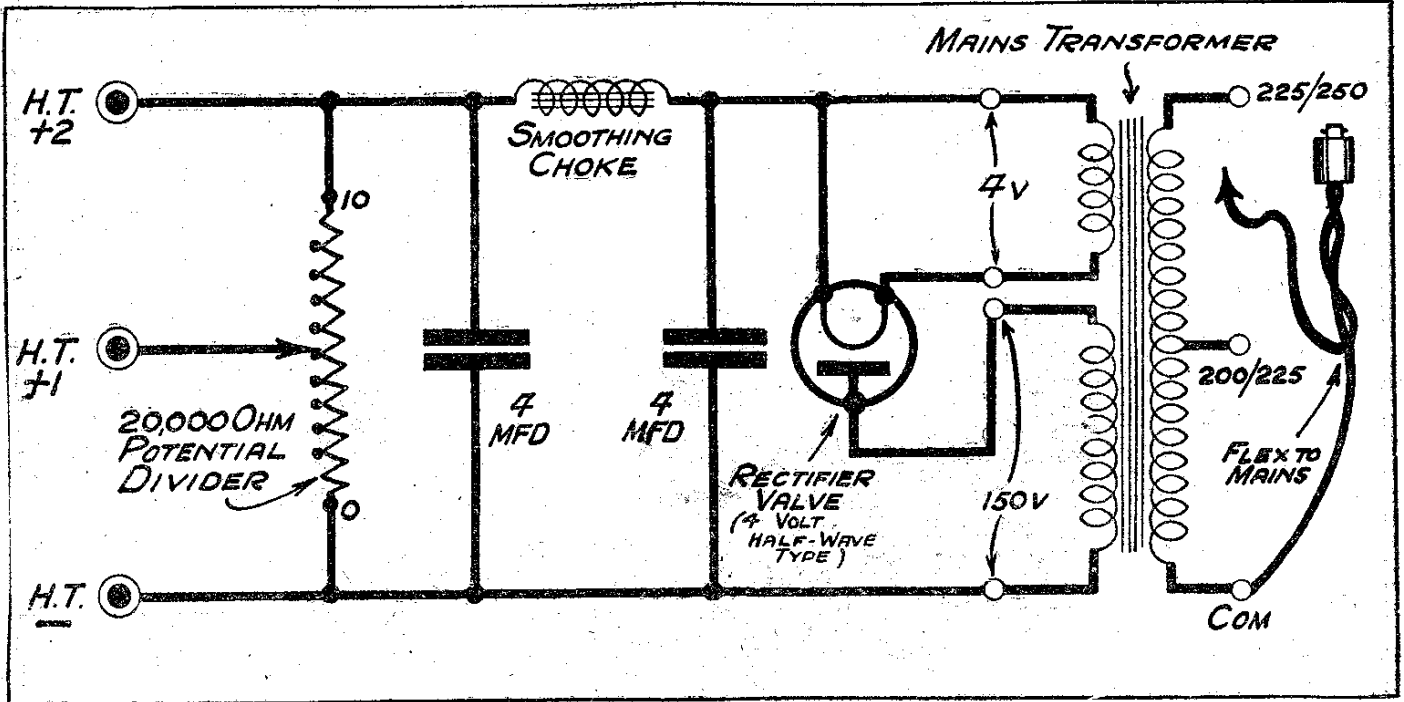 MAINS TRANSFORMER
H.T.
+2
SMOOTHING
CHOKE
225/250
10
4V
H.T.
+1
200/225
20,000 OHM
POTENTIAL
DIVIDER
4
MFD
4
MFD
FLEX TO
MAINS
RECTIFIER
VALVE
(4 VOLT
HALF-WAVE
TYPE)
150V
0
H.T.
—
COM